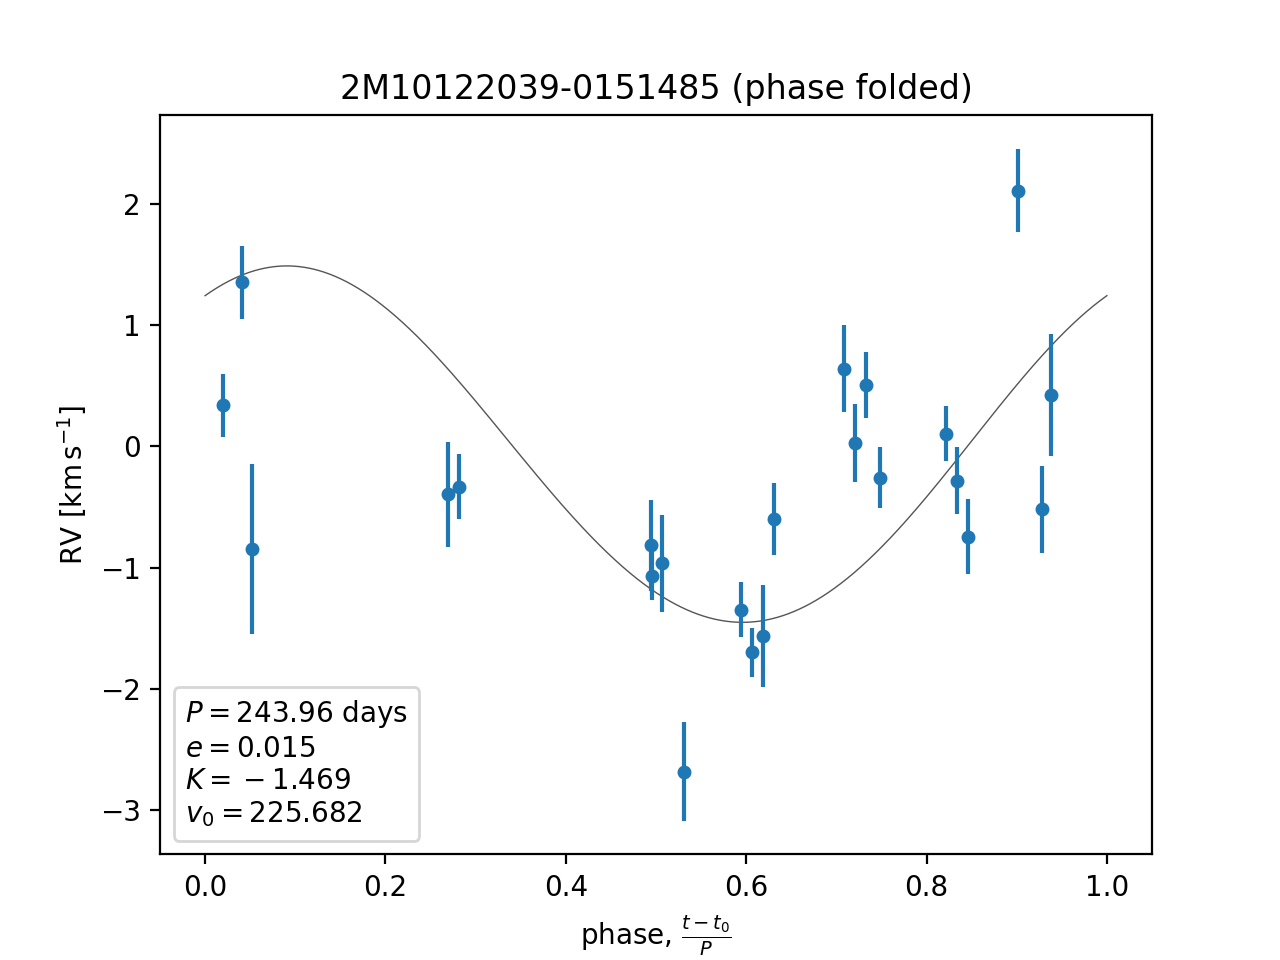 2M10122039-0151485 (phase folded)
RV [km s⁻¹]
2
1
0
−1
−2
−3
P = 243.96 days
e = 0.015
K = −1.469
v₀ = 225.682
0.0 0.2 0.4 0.6 0.8 1.0
phase, (t − t₀)/P